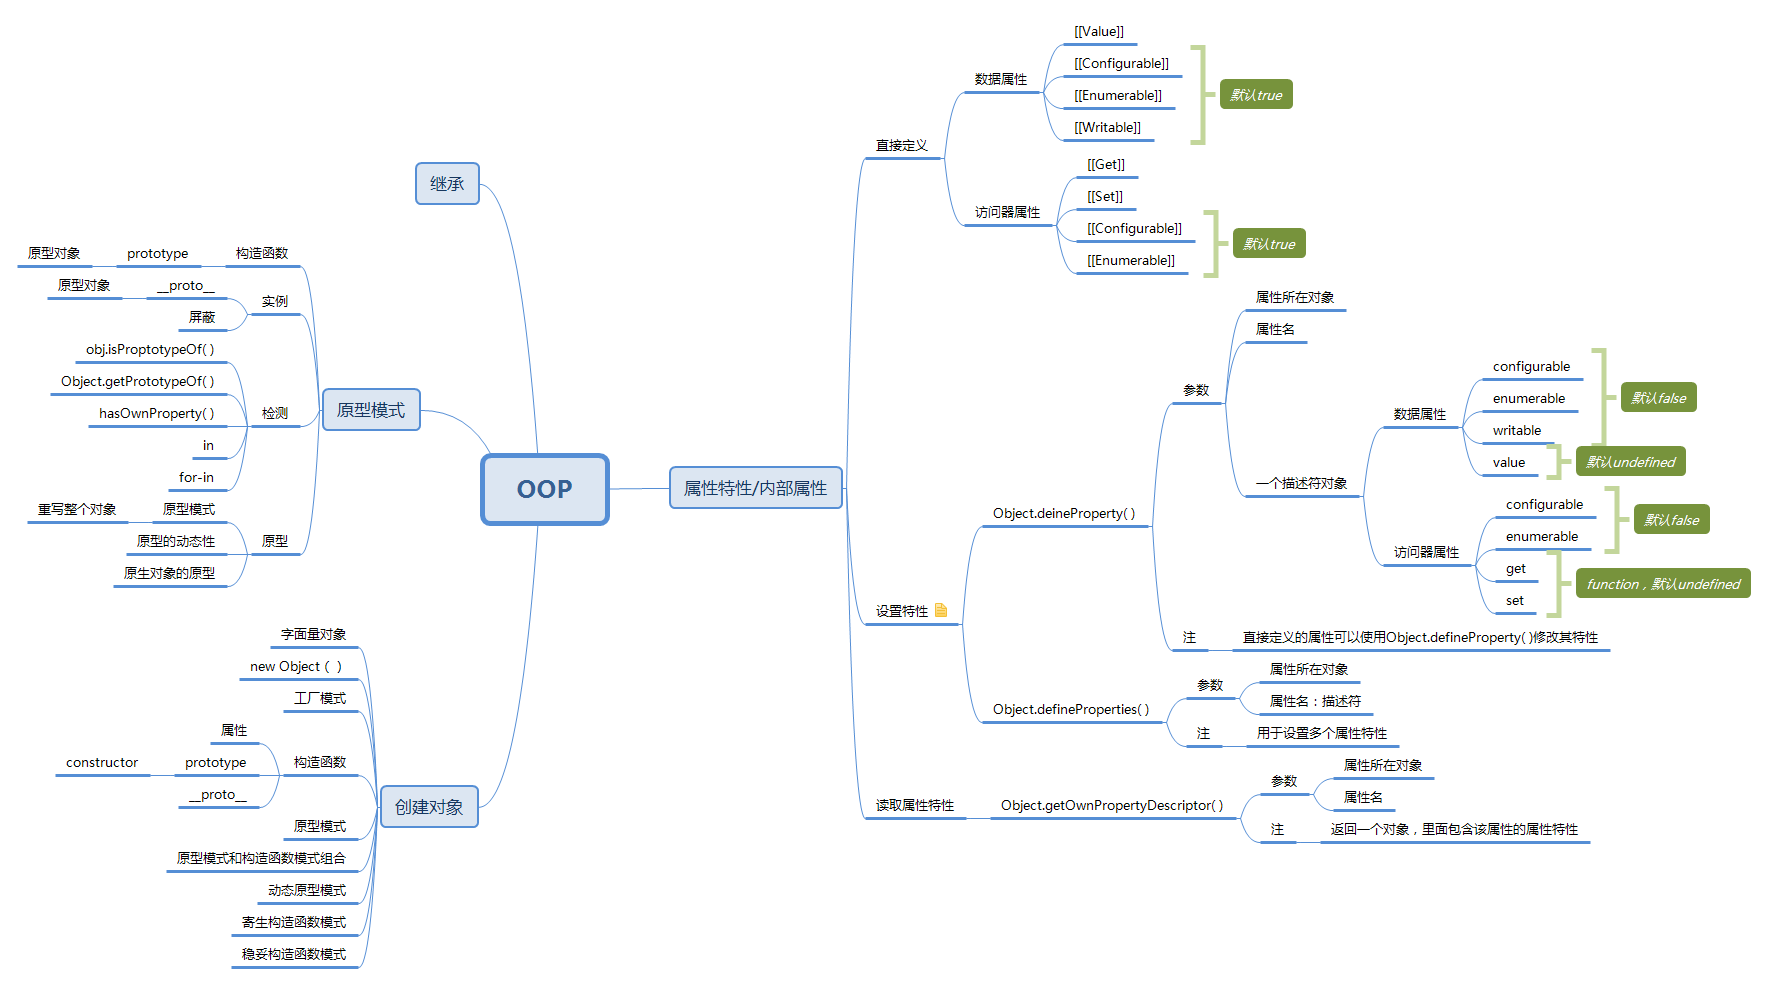 OOP
继承
原型模式
构造函数
prototype
原型对象
实例
__proto__
原型对象
屏蔽
检测
obj.isProptotypeOf( )
Object.getPrototypeOf( )
hasOwnProperty( )
in
for-in
原型
原型模式
重写整个对象
原型的动态性
原生对象的原型
创建对象
字面量对象
new Object（ ）
工厂模式
构造函数
属性
prototype
constructor
__proto__
原型模式
原型模式和构造函数模式组合
动态原型模式
寄生构造函数模式
稳妥构造函数模式
属性特性/内部属性
直接定义
数据属性
[[Value]]
[[Configurable]]
[[Enumerable]]
[[Writable]]
默认true
访问器属性
[[Get]]
[[Set]]
[[Configurable]]
[[Enumerable]]
默认true
设置特性
Object.deineProperty( )
参数
属性所在对象
属性名
一个描述符对象
数据属性
configurable
enumerable
writable
默认false
value
默认undefined
访问器属性
configurable
enumerable
默认false
get
set
function，默认undefined
注
直接定义的属性可以使用Object.defineProperty( )修改其特性
Object.defineProperties( )
参数
属性所在对象
属性名：描述符
注
用于设置多个属性特性
读取属性特性
Object.getOwnPropertyDescriptor( )
参数
属性所在对象
属性名
注
返回一个对象，里面包含该属性的属性特性